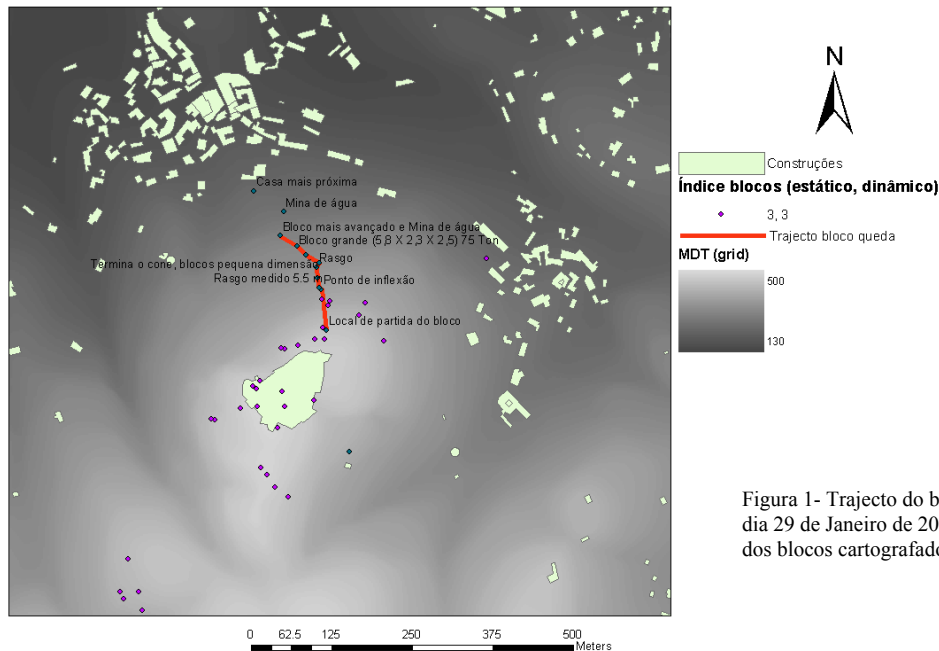 Casa mais próxima
Mina de água
Bloco mais avançado e Mina de água
Bloco grande (5,8 X 2,3 X 2,5) 75 Ton
Rasgo
Termina o cone, blocos pequena dimensão
Rasgo medido 5.5 m
Ponto de inflexão
Local de partida do bloco
N
Construções
Índice blocos (estático, dinâmico)
3, 3
Trajecto bloco queda
MDT (grid)
500
130
Figura 1- Trajecto do b
dia 29 de Janeiro de 20
dos blocos cartografado
0 62.5 125 250 375 500
Meters